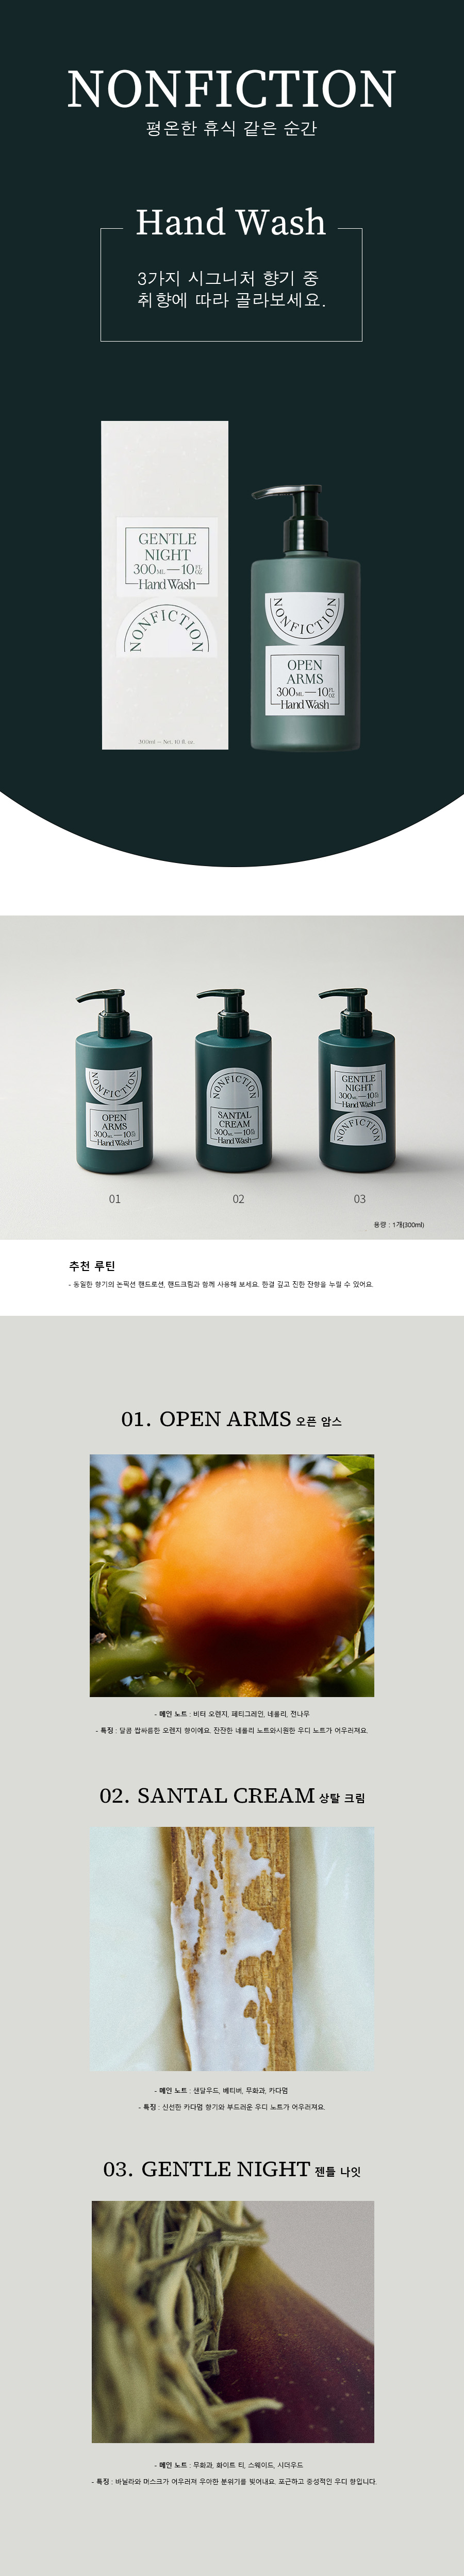 NONFICTION
평온한 휴식 같은 순간
Hand Wash
3가지 시그니처 향기 중
취향에 따라 골라보세요.
GENTLE
NIGHT
300ML — 10FL OZ
Hand Wash
NONFICTION
300ml — Net. 10 fl. oz.
NONFICTION
OPEN
ARMS
300ML — 10FL OZ
Hand Wash
NONFICTION
OPEN
ARMS
300ML — 10FL OZ
Hand Wash
NONFICTION
SANTAL
CREAM
300ML — 10FL OZ
Hand Wash
GENTLE
NIGHT
300ML — 10FL OZ
Hand Wash
NONFICTION
01
02
03
용량 : 1개(300ml)
추천 루틴
- 동일한 향기의 논픽션 핸드로션, 핸드크림과 함께 사용해 보세요. 한결 깊고 진한 잔향을 누릴 수 있어요.
01. OPEN ARMS 오픈 암스
- 메인 노트 : 비터 오렌지, 페티그레인, 네롤리, 전나무
- 특징 : 달콤 쌉싸름한 오렌지 향이에요. 잔잔한 네롤리 노트와시원한 우디 노트가 어우러져요.
02. SANTAL CREAM 상탈 크림
- 메인 노트 : 샌달우드, 베티버, 무화과, 카다멈
- 특징 : 신선한 카다멈 향기와 부드러운 우디 노트가 어우러져요.
03. GENTLE NIGHT 젠틀 나잇
- 메인 노트 : 무화과, 화이트 티, 스웨이드, 시더우드
- 특징 : 바닐라와 머스크가 어우러져 우아한 분위기를 빚어내요. 포근하고 중성적인 우디 향입니다.